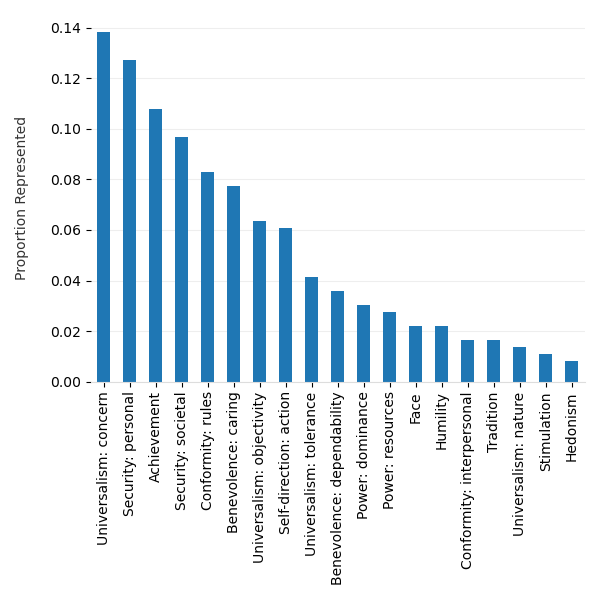 Proportion Represented
0.14
0.12
0.10
0.08
0.06
0.04
0.02
0.00
Universalism: concern
Security: personal
Achievement
Security: societal
Conformity: rules
Benevolence: caring
Universalism: objectivity
Self-direction: action
Universalism: tolerance
Benevolence: dependability
Power: dominance
Power: resources
Face
Humility
Conformity: interpersonal
Tradition
Universalism: nature
Stimulation
Hedonism